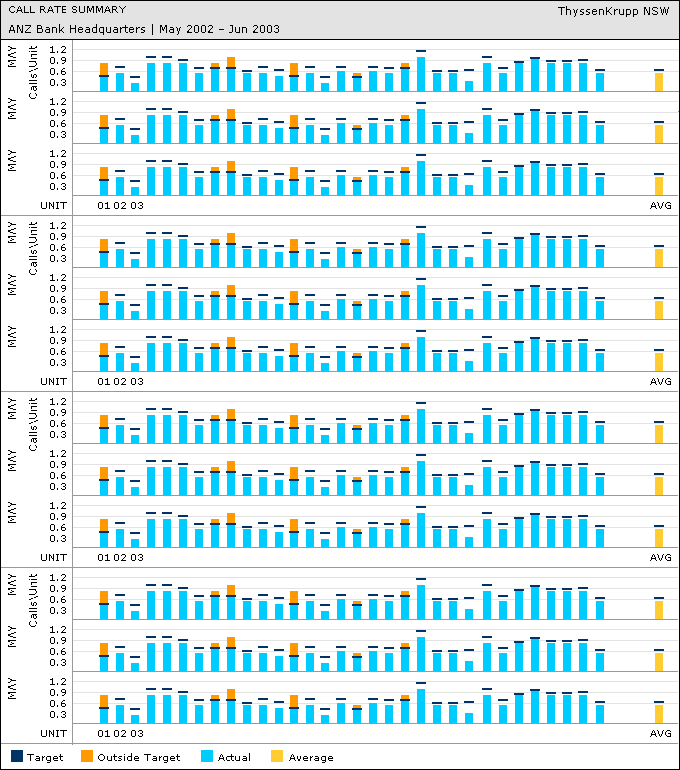 CALL RATE SUMMARY
ThyssenKrupp NSW
ANZ Bank Headquarters | May 2002 – Jun 2003
MAY
Calls\Unit
1.2
0.9
0.6
0.3
MAY
1.2
0.9
0.6
0.3
MAY
1.2
0.9
0.6
0.3
UNIT 01 02 03 AVG
MAY
Calls\Unit
1.2
0.9
0.6
0.3
MAY
1.2
0.9
0.6
0.3
MAY
1.2
0.9
0.6
0.3
UNIT 01 02 03 AVG
MAY
Calls\Unit
1.2
0.9
0.6
0.3
MAY
1.2
0.9
0.6
0.3
MAY
1.2
0.9
0.6
0.3
UNIT 01 02 03 AVG
MAY
Calls\Unit
1.2
0.9
0.6
0.3
MAY
1.2
0.9
0.6
0.3
MAY
1.2
0.9
0.6
0.3
UNIT 01 02 03 AVG
Target Outside Target Actual Average